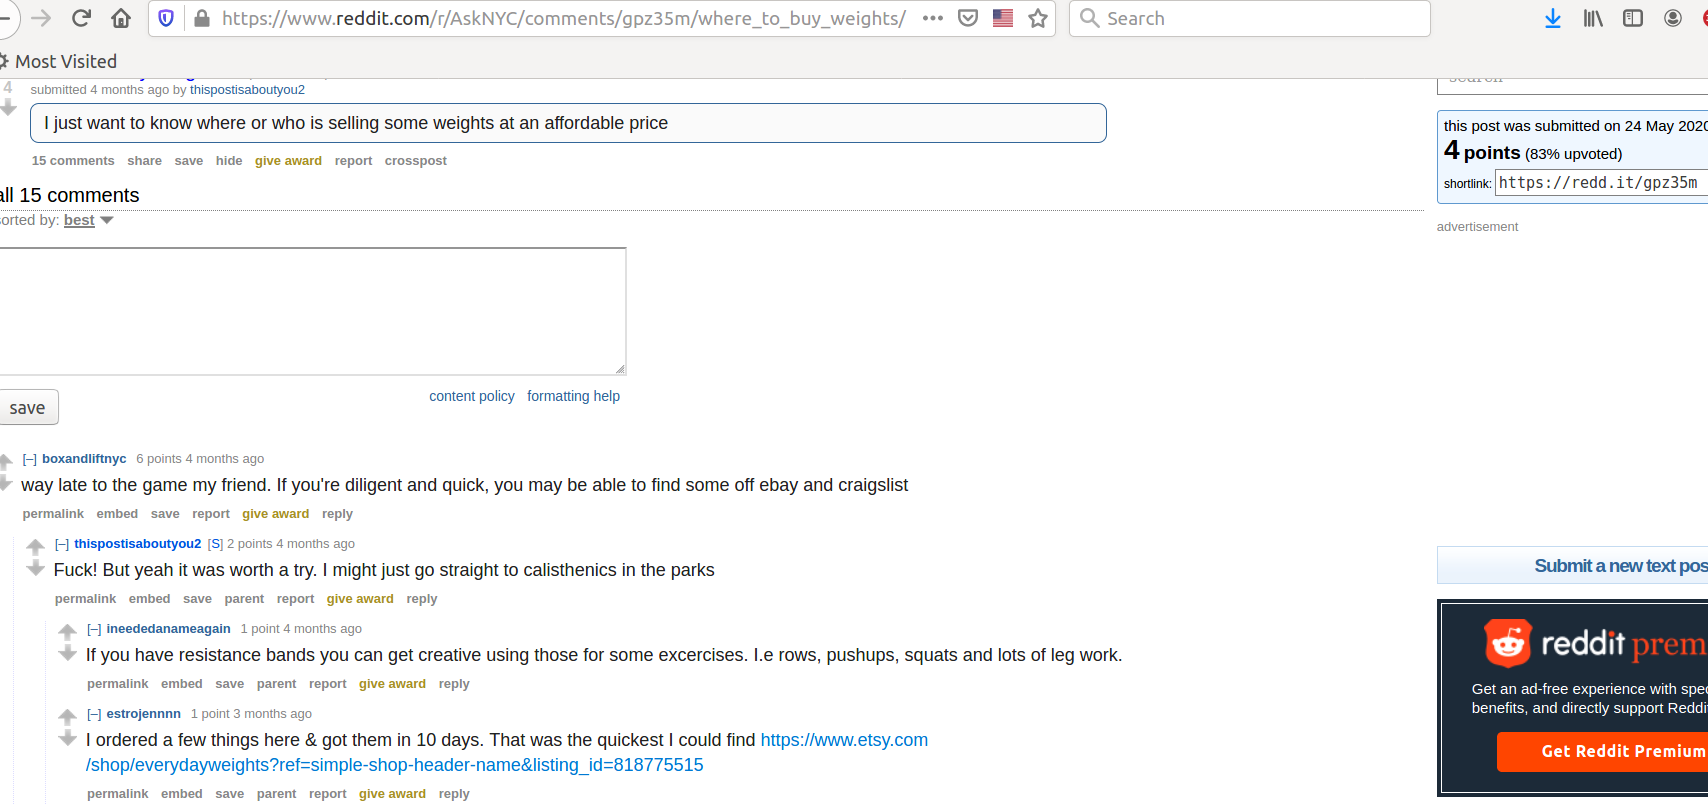 https://www.reddit.com/r/AskNYC/comments/gpz35m/where_to_buy_weights/
Search
Most Visited
4
submitted 4 months ago by thispostisaboutyou2
I just want to know where or who is selling some weights at an affordable price
15 comments share save hide give award report crosspost
all 15 comments
sorted by: best
save
content policy formatting help
[–] boxandliftnyc 6 points 4 months ago
way late to the game my friend. If you're diligent and quick, you may be able to find some off ebay and craigslist
permalink embed save report give award reply
[–] thispostisaboutyou2 [S] 2 points 4 months ago
Fuck! But yeah it was worth a try. I might just go straight to calisthenics in the parks
permalink embed save parent report give award reply
[–] ineededanameagain 1 point 4 months ago
If you have resistance bands you can get creative using those for some excercises. I.e rows, pushups, squats and lots of leg work.
permalink embed save parent report give award reply
[–] estrojennnn 1 point 3 months ago
I ordered a few things here & got them in 10 days. That was the quickest I could find https://www.etsy.com
/shop/everydayweights?ref=simple-shop-header-name&listing_id=818775515
permalink embed save parent report give award reply
search
this post was submitted on 24 May 2020
4 points (83% upvoted)
shortlink: https://redd.it/gpz35m
advertisement
Submit a new text pos
reddit prem
Get an ad-free experience with spec
benefits, and directly support Reddi
Get Reddit Premium